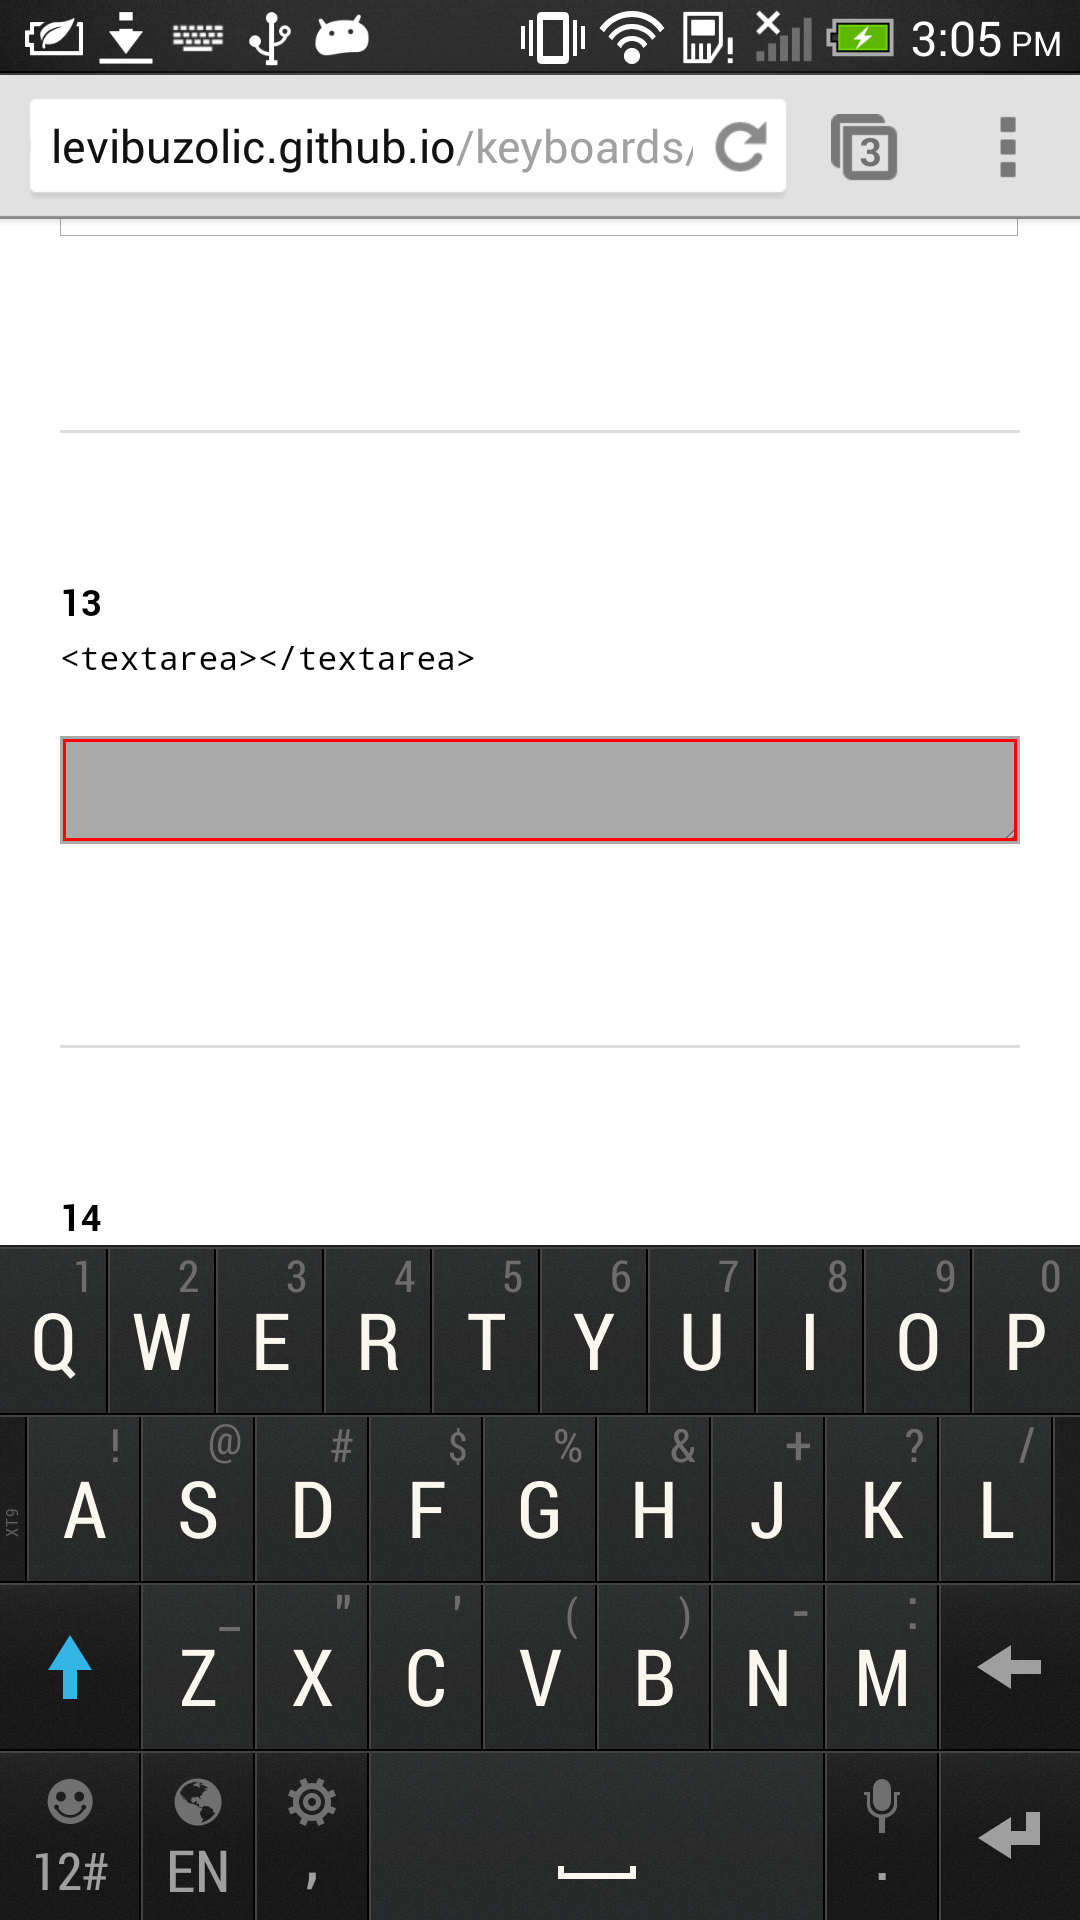 3:05 PM
levibuzolic.github.io/keyboards/
3
13
<textarea></textarea>
14
1 2 3 4 5 6 7 8 9 0
Q W E R T Y U I O P
! @ # $ % & + ? /
XT9 A S D F G H J K L
_ " ' ( ) - :
Z X C V B N M
12# EN , .